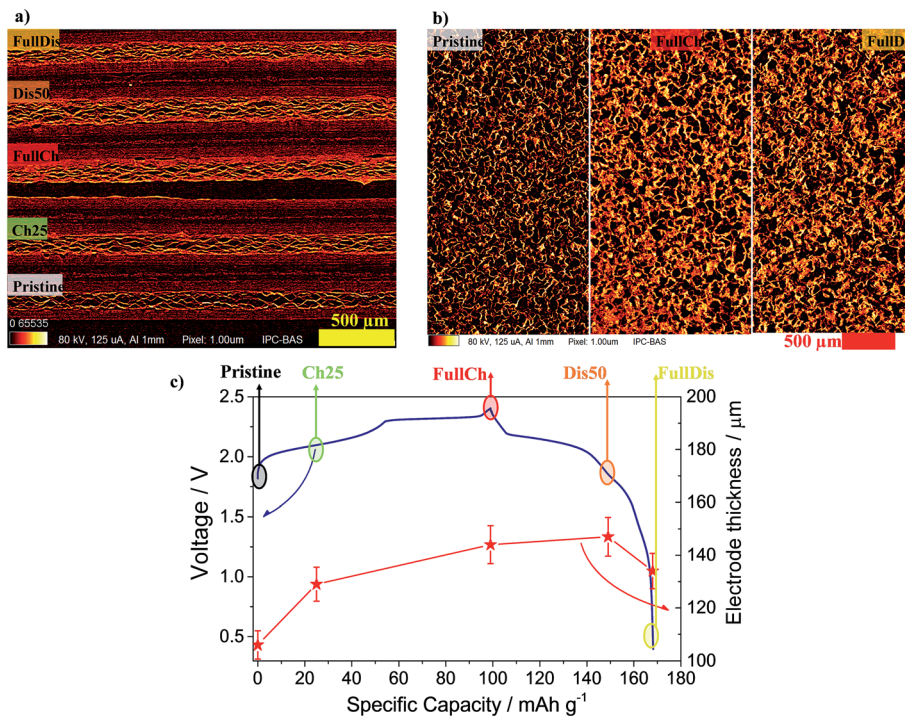 a)
FullDis
Dis50
FullCh
Ch25
Pristine
0 65535
80 kV, 125 uA, Al 1mm Pixel: 1.00um IPC-BAS
500 µm
b)
Pristine
FullCh
FullD
80 kV, 125 uA, Al 1mm Pixel: 1.00um IPC-BAS
500 µm
c)
Pristine
Ch25
FullCh
Dis50
FullDis
2.5
2.0
1.5
1.0
0.5
Voltage / V
200
180
160
140
120
100
Electrode thickness / µm
0 20 40 60 80 100 120 140 160 180
Specific Capacity / mAh g⁻¹